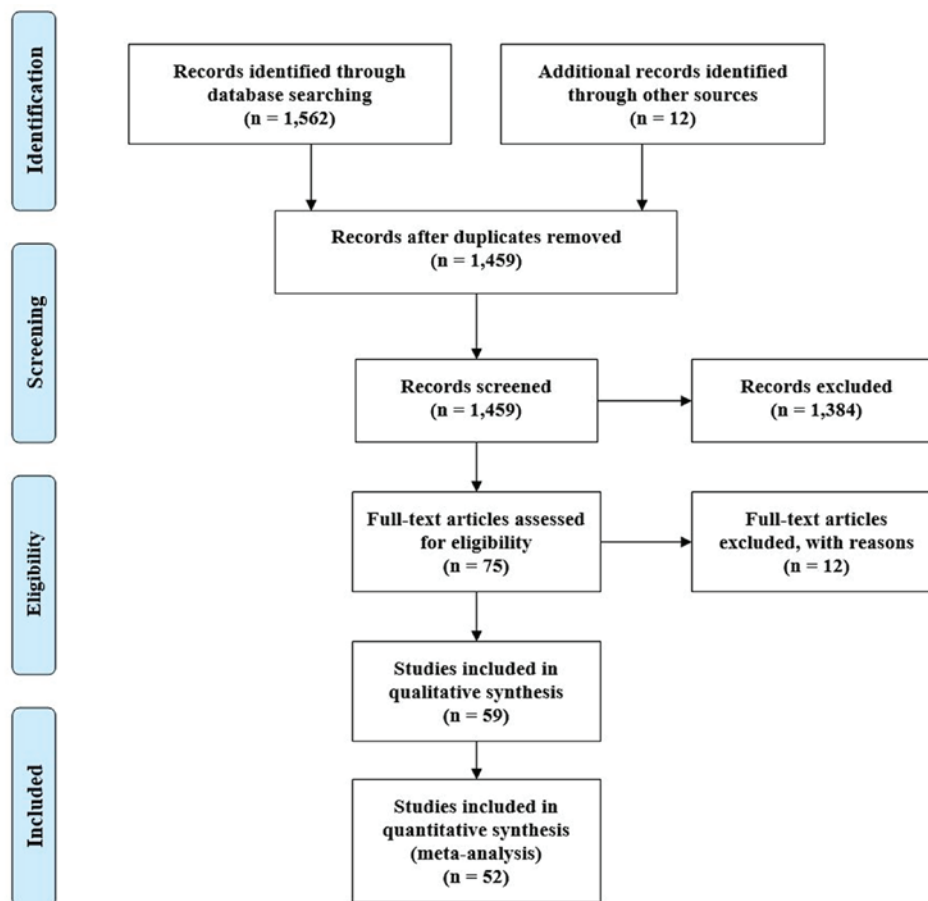 Identification
Records identified through
database searching
(n = 1,562)
Additional records identified
through other sources
(n = 12)
Records after duplicates removed
(n = 1,459)
Screening
Records screened
(n = 1,459)
Records excluded
(n = 1,384)
Eligibility
Full-text articles assessed
for eligibility
(n = 75)
Full-text articles
excluded, with reasons
(n = 12)
Studies included in
qualitative synthesis
(n = 59)
Included
Studies included in
quantitative synthesis
(meta-analysis)
(n = 52)